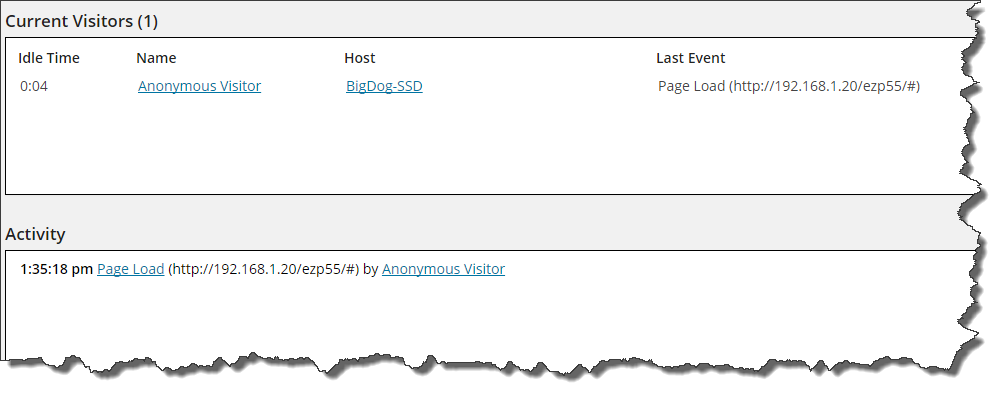 Current Visitors (1)
Idle Time Name Host Last Event
0:04 Anonymous Visitor BigDog-SSD Page Load (http://192.168.1.20/ezp55/#)
Activity
1:35:18 pm Page Load (http://192.168.1.20/ezp55/#) by Anonymous Visitor